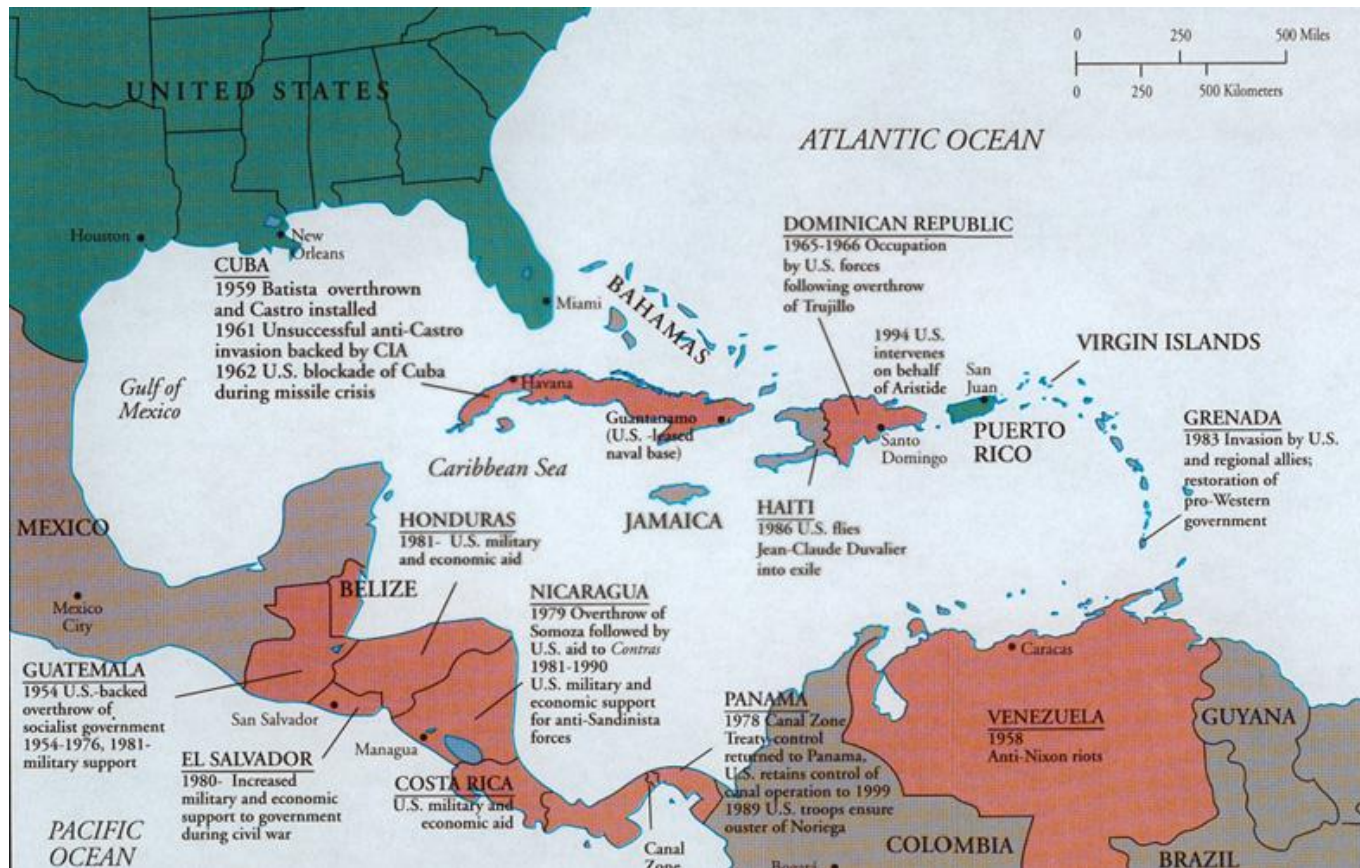 0 250 500 Miles
0 250 500 Kilometers
UNITED STATES
ATLANTIC OCEAN
Houston
New
Orleans
Miami
BAHAMAS
CUBA
1959 Batista overthrown
and Castro installed
1961 Unsuccessful anti-Castro
invasion backed by CIA
1962 U.S. blockade of Cuba
during missile crisis
DOMINICAN REPUBLIC
1965-1966 Occupation
by U.S. forces
following overthrow
of Trujillo
1994 U.S.
intervenes
on behalf
of Aristide
San
Juan
VIRGIN ISLANDS
Gulf of
Mexico
Havana
Guantanamo
(U.S. -leased
naval base)
Santo
Domingo
PUERTO
RICO
GRENADA
1983 Invasion by U.S.
and regional allies;
restoration of
pro-Western
government
Caribbean Sea
JAMAICA
HAITI
1986 U.S. flies
Jean-Claude Duvalier
into exile
MEXICO
Mexico
City
HONDURAS
1981- U.S. military
and economic aid
BELIZE
NICARAGUA
1979 Overthrow of
Somoza followed by
U.S. aid to Contras
1981-1990
U.S. military and
economic support
for anti-Sandinista
forces
GUATEMALA
1954 U.S.-backed
overthrow of
socialist government
1954-1976, 1981-
military support
San Salvador
Managua
EL SALVADOR
1980- Increased
military and economic
support to government
during civil war
COSTA RICA
U.S. military and
economic aid
PANAMA
1978 Canal Zone
Treaty-control
returned to Panama,
U.S. retains control of
canal operation to 1999
1989 U.S. troops ensure
ouster of Noriega
Canal
Zone
Caracas
VENEZUELA
1958
Anti-Nixon riots
GUYANA
COLOMBIA
BRAZIL
PACIFIC
OCEAN